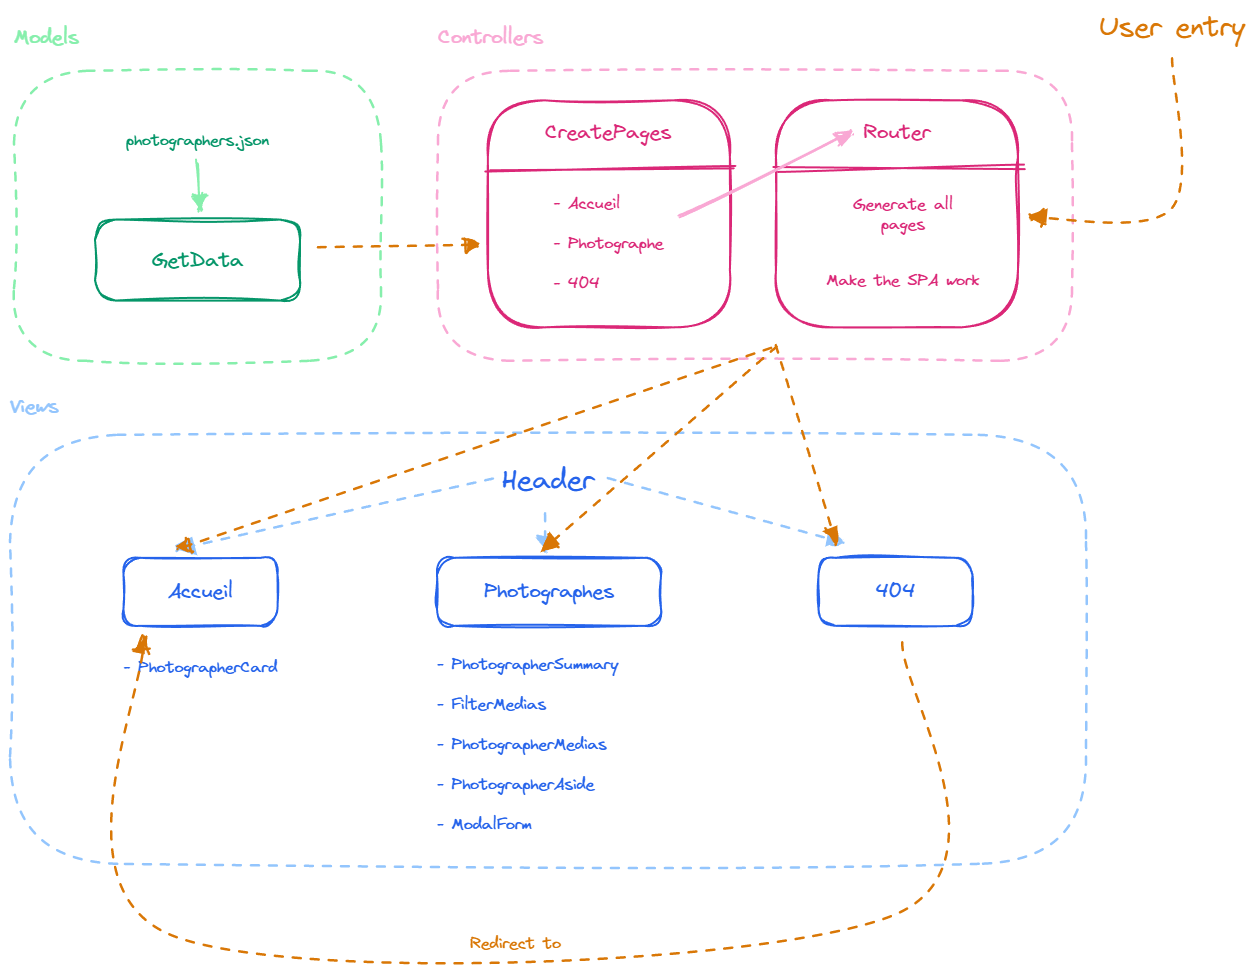 User entry
Models
Controllers
photographers.json
GetData
CreatePages
- Accueil
- Photographe
- 404
Router
Generate all
pages
Make the SPA work
Views
Header
Accueil
- PhotographerCard
Photographes
- PhotographerSummary
- FilterMedias
- PhotographerMedias
- PhotographerAside
- ModalForm
404
Redirect to